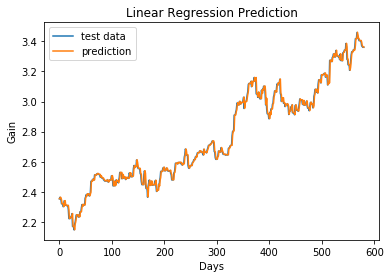 Linear Regression Prediction
test data
prediction
3.4
3.2
3.0
2.8
2.6
2.4
2.2
Gain
0 100 200 300 400 500 600
Days